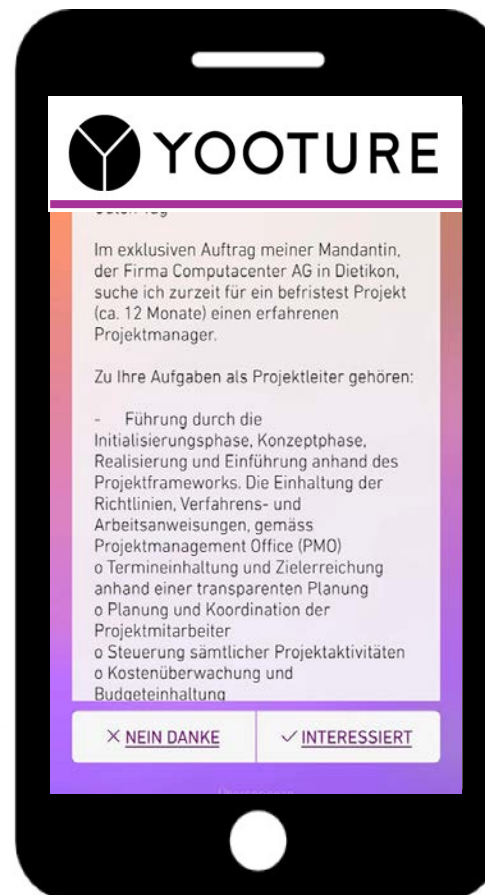 YOOTURE
Im exklusiven Auftrag meiner Mandantin,
der Firma Computacenter AG in Dietikon,
suche ich zurzeit für ein befristest Projekt
(ca. 12 Monate) einen erfahrenen
Projektmanager.
Zu Ihre Aufgaben als Projektleiter gehören:
- Führung durch die
Initialisierungsphase, Konzeptphase,
Realisierung und Einführung anhand des
Projektframeworks. Die Einhaltung der
Richtlinien, Verfahrens- und
Arbeitsanweisungen, gemäss
Projektmanagement Office (PMO)
o Termineinhaltung und Zielerreichung
anhand einer transparenten Planung
o Planung und Koordination der
Projektmitarbeiter
o Steuerung sämtlicher Projektaktivitäten
o Kostenüberwachung und
Budgeteinhaltung
× NEIN DANKE ✓ INTERESSIERT